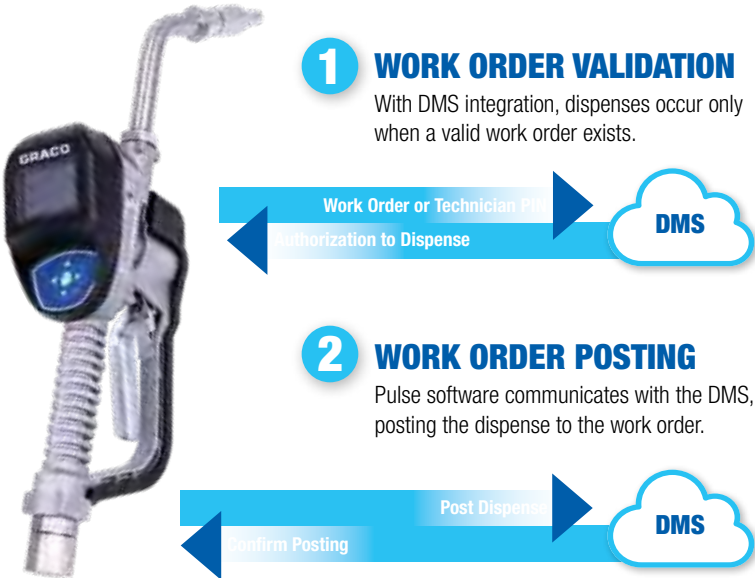 GRACO
1 WORK ORDER VALIDATION
With DMS integration, dispenses occur only
when a valid work order exists.
Work Order or Technician PIN
DMS
Authorization to Dispense
2 WORK ORDER POSTING
Pulse software communicates with the DMS,
posting the dispense to the work order.
Post Dispense
DMS
Confirm Posting